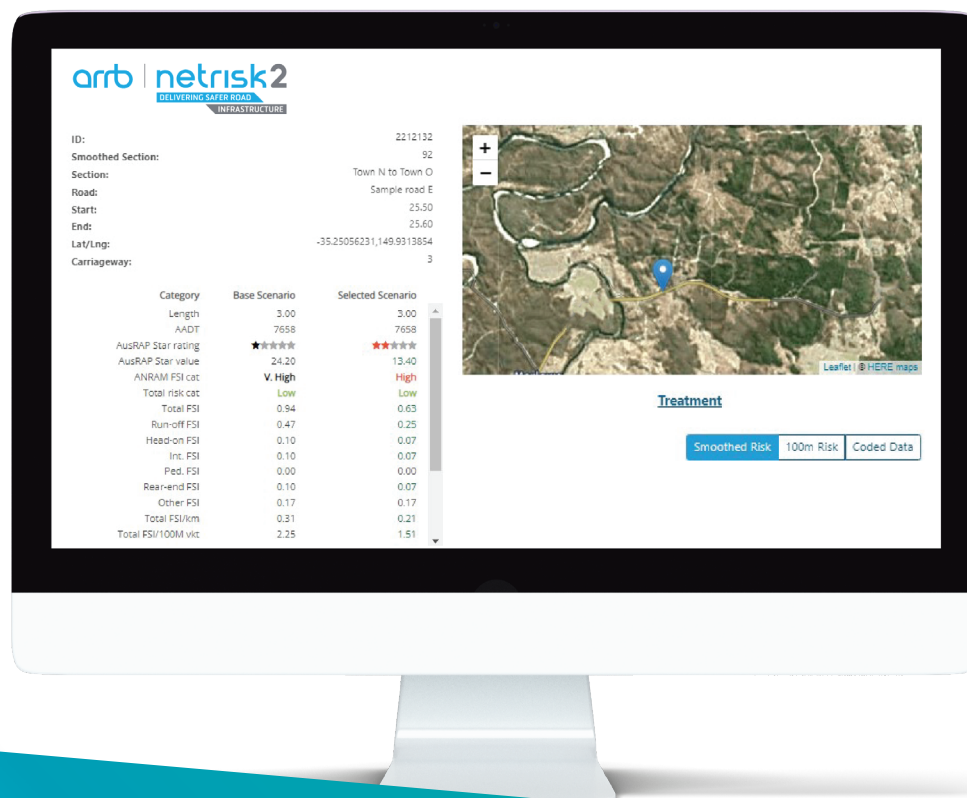 arrb | netrisk2
DELIVERING SAFER ROAD
INFRASTRUCTURE
ID: 2212132
Smoothed Section: 92
Section: Town N to Town O
Road: Sample road E
Start: 25.50
End: 25.60
Lat/Lng: -35.25056231,149.9313854
Carriageway: 3
Category Base Scenario Selected Scenario
Length 3.00 3.00
AADT 7658 7658
AusRAP Star rating ★★★★★ ★★★★★
AusRAP Star value 24.20 13.40
ANRAM FSI cat V. High High
Total risk cat Low Low
Total FSI 0.94 0.63
Run-off FSI 0.47 0.25
Head-on FSI 0.10 0.07
Int. FSI 0.10 0.07
Ped. FSI 0.00 0.00
Rear-end FSI 0.10 0.07
Other FSI 0.17 0.17
Total FSI/km 0.31 0.21
Total FSI/100M vkt 2.25 1.51
+
−
Leaflet | © HERE maps
Treatment
Smoothed Risk 100m Risk Coded Data